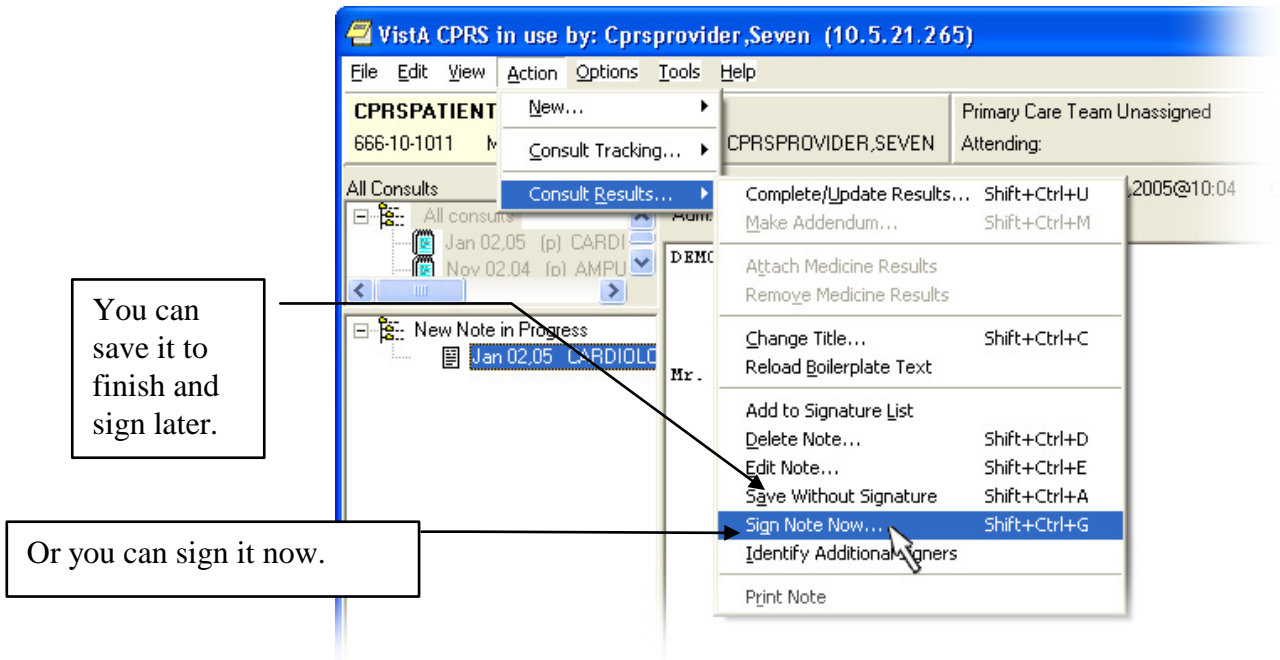 VistA CPRS in use by: Cprsprovider,Seven (10.5.21.265)
File Edit View Action Options Tools Help
CPRSPATIENT
666-10-1011
CPRSPROVIDER,SEVEN
Primary Care Team Unassigned
Attending:
New...
Consult Tracking...
Consult Results...
All Consults
All consults
Jan 02,05 (p) CARDI
Nov 02,04 (p) AMPU
New Note in Progress
Jan 02,05 CARDIOLO
,2005@10:04
DEMO
Mr.
Complete/Update Results... Shift+Ctrl+U
Make Addendum... Shift+Ctrl+M
Attach Medicine Results
Remove Medicine Results
Change Title... Shift+Ctrl+C
Reload Boilerplate Text
Add to Signature List
Delete Note... Shift+Ctrl+D
Edit Note... Shift+Ctrl+E
Save Without Signature Shift+Ctrl+A
Sign Note Now... Shift+Ctrl+G
Identify Additional Signers
Print Note
You can
save it to
finish and
sign later.
Or you can sign it now.